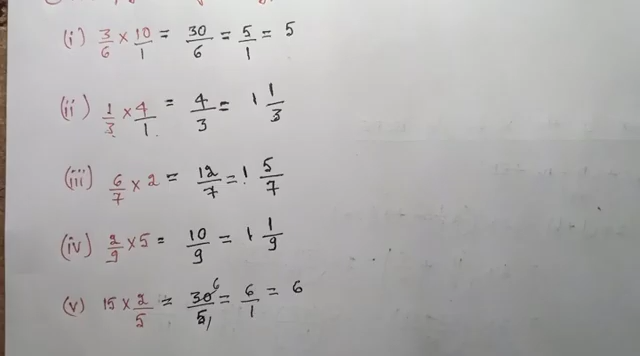 (i) 3/6 × 10/1 = 30/6 = 5/1 = 5
(ii) 1/3 × 4/1 = 4/3 = 1 1/3
(iii) 6/7 × 2 = 12/7 = 1 5/7
(iv) 2/9 × 5 = 10/9 = 1 1/9
(v) 15 × 2/5 = 30 6/5 1 = 6/1 = 6